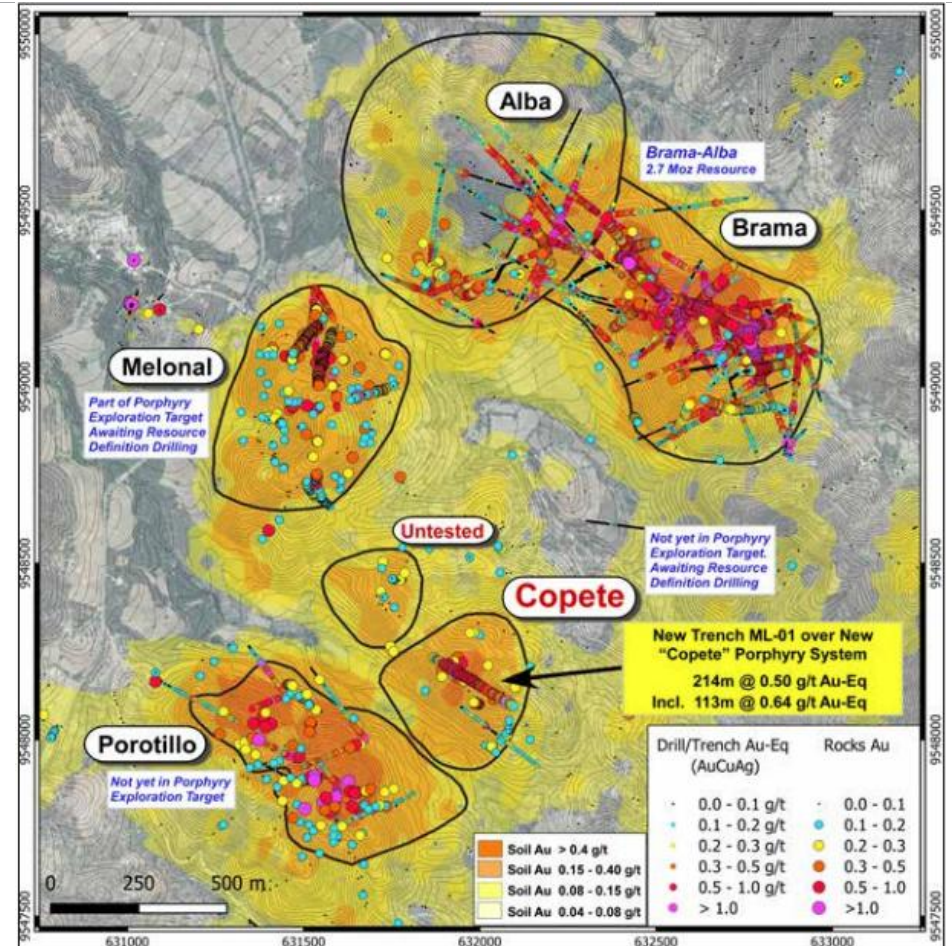 Alba
Brama-Alba
2.7 Moz Resource
Brama
Melonal
Part of Porphyry
Exploration Target
Awaiting Resource
Definition Drilling
Untested
Not yet in Porphyry
Exploration Target.
Awaiting Resource
Definition Drilling
Copete
New Trench ML-01 over New
“Copete” Porphyry System
214m @ 0.50 g/t Au-Eq
Incl. 113m @ 0.64 g/t Au-Eq
Porotillo
Not yet in Porphyry
Exploration Target
Drill/Trench Au-Eq
(AuCuAg)
0.0 - 0.1 g/t
0.1 - 0.2 g/t
0.2 - 0.3 g/t
0.3 - 0.5 g/t
0.5 - 1.0 g/t
> 1.0
Rocks Au
0.0 - 0.1
0.1 - 0.2
0.2 - 0.3
0.3 - 0.5
0.5 - 1.0
>1.0
Soil Au > 0.4 g/t
Soil Au 0.15 - 0.40 g/t
Soil Au 0.08 - 0.15 g/t
Soil Au 0.04 - 0.08 g/t
0 250 500 m
9550000
9549500
9549000
9548500
9548000
9547500
9550000
9549500
9549000
9548500
9548000
9547500
631000 631500 632000 632500 633000